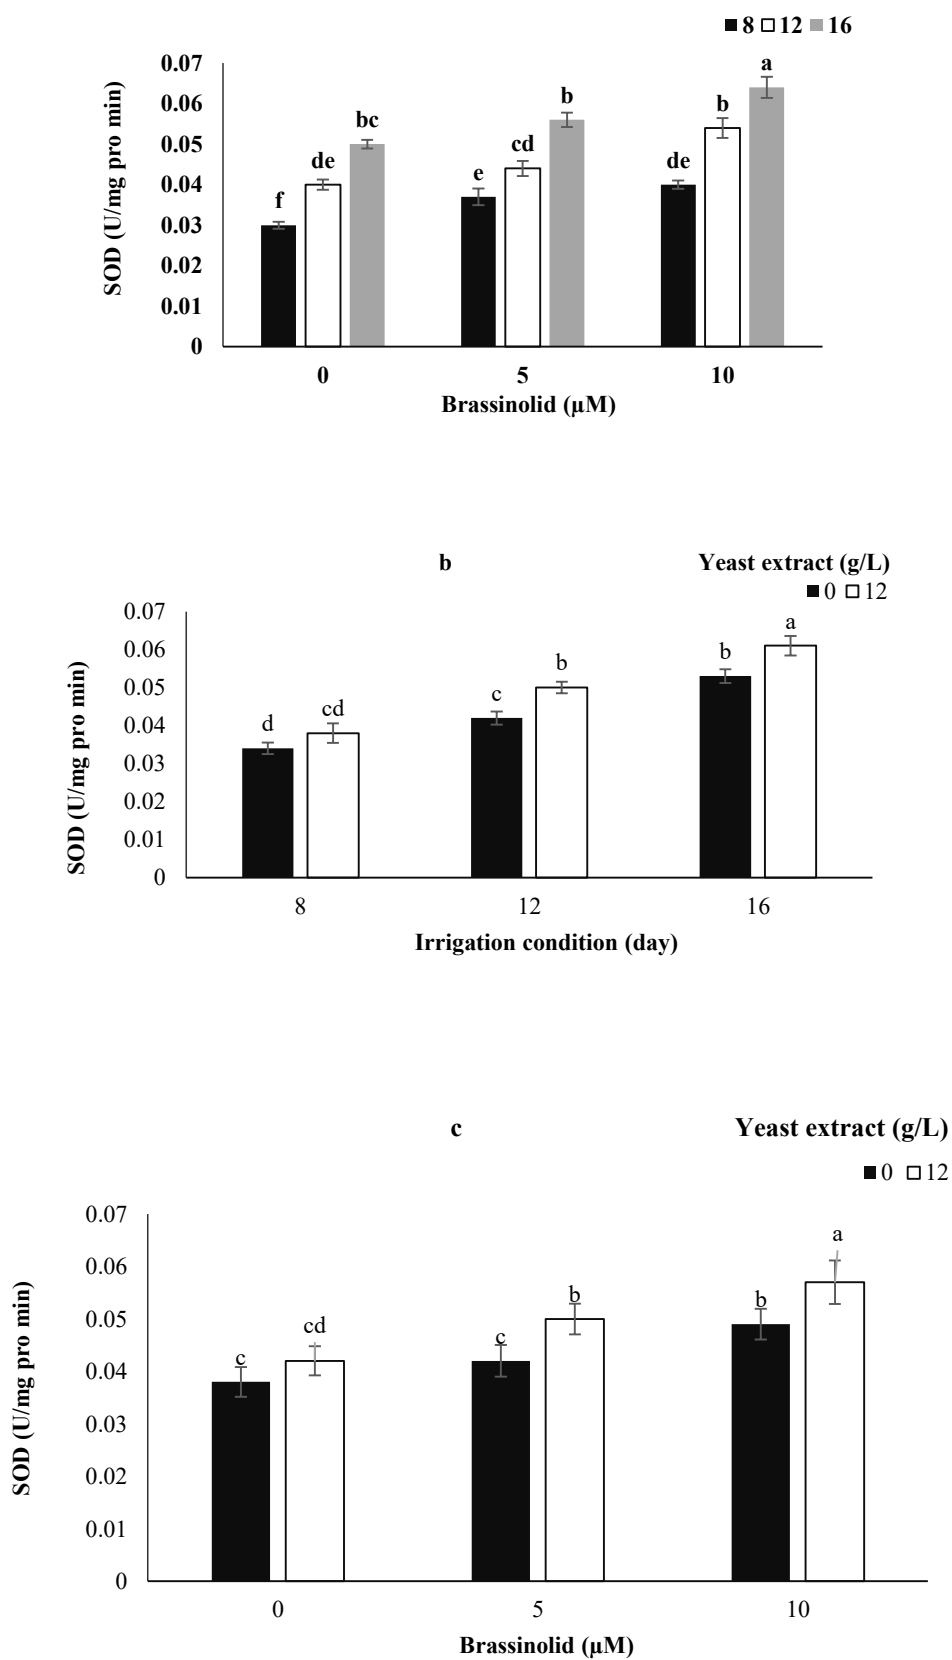 8 12 16
0.07
0.06
0.05
0.04
0.03
0.02
0.01
0
SOD (U/mg pro min)
f de bc e cd b de b a
0 5 10
Brassinolid (μM)
b
Yeast extract (g/L)
0 12
0.07
0.06
0.05
0.04
0.03
0.02
0.01
0
SOD (U/mg pro min)
d cd c b b a
8 12 16
Irrigation condition (day)
c
Yeast extract (g/L)
0 12
0.07
0.06
0.05
0.04
0.03
0.02
0.01
0
SOD (U/mg pro min)
c cd c b b a
0 5 10
Brassinolid (μM)